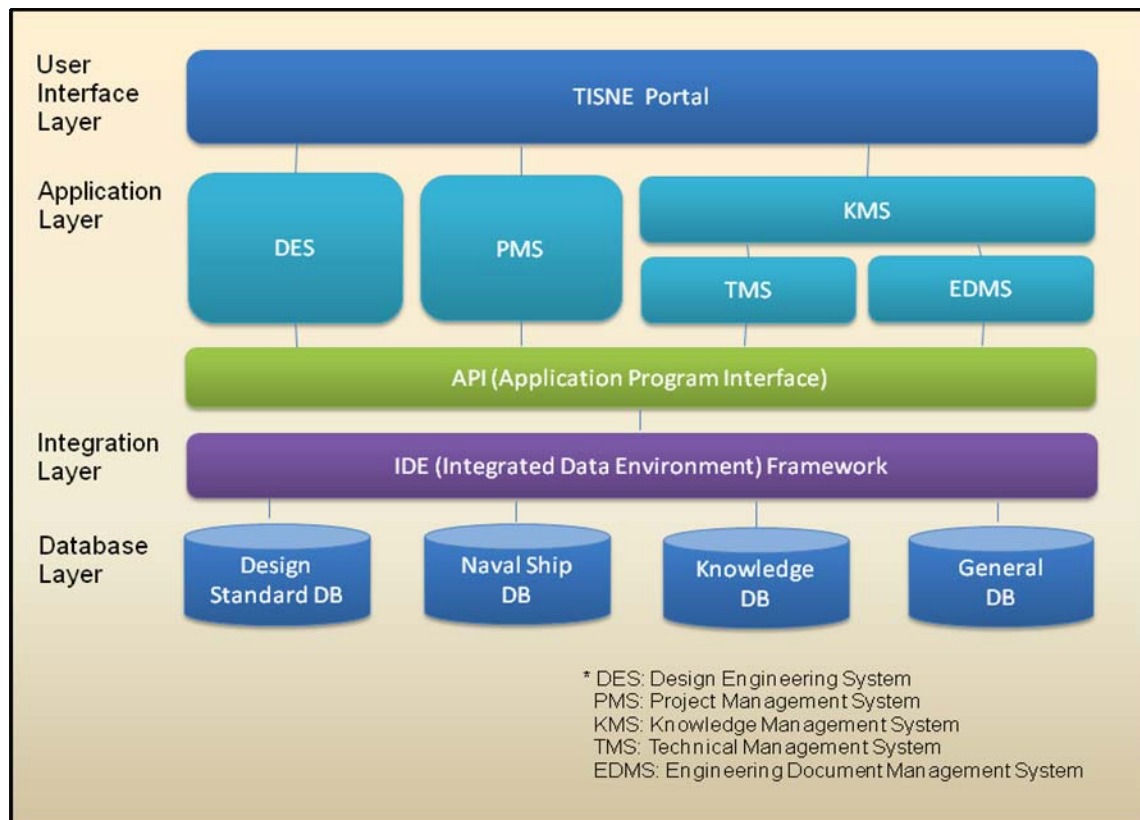 User
Interface
Layer
TISNE Portal
Application
Layer
DES
PMS
KMS
TMS
EDMS
API (Application Program Interface)
Integration
Layer
IDE (Integrated Data Environment) Framework
Database
Layer
Design
Standard DB
Naval Ship
DB
Knowledge
DB
General
DB
* DES: Design Engineering System
PMS: Project Management System
KMS: Knowledge Management System
TMS: Technical Management System
EDMS: Engineering Document Management System